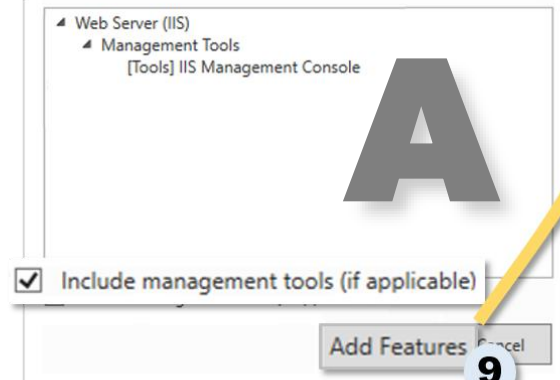 Web Server (IIS)
Management Tools
[Tools] IIS Management Console
A
Include management tools (if applicable)
Add Features
9